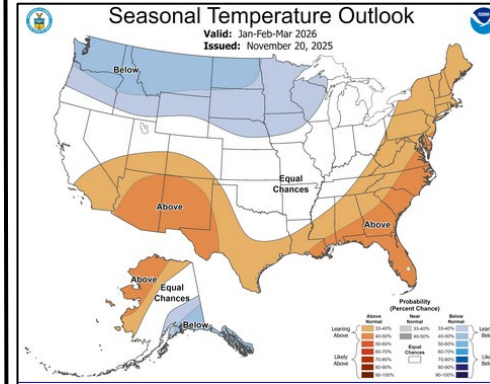 Seasonal Temperature Outlook
Valid: Jan-Feb-Mar 2026
Issued: November 20, 2025
Below
Equal
Chances
Above
Above
Above
Equal
Chances
Below
Probability
(Percent Chance)
Above
Normal
Near
Normal
Below
Normal
Leaning
Above
33-40%
40-50%
50-60%
60-70%
70-80%
80-90%
90-100%
Likely
Above
33-40%
40-50%
Equal
Chances
33-40%
40-50%
50-60%
60-70%
70-80%
80-90%
90-100%